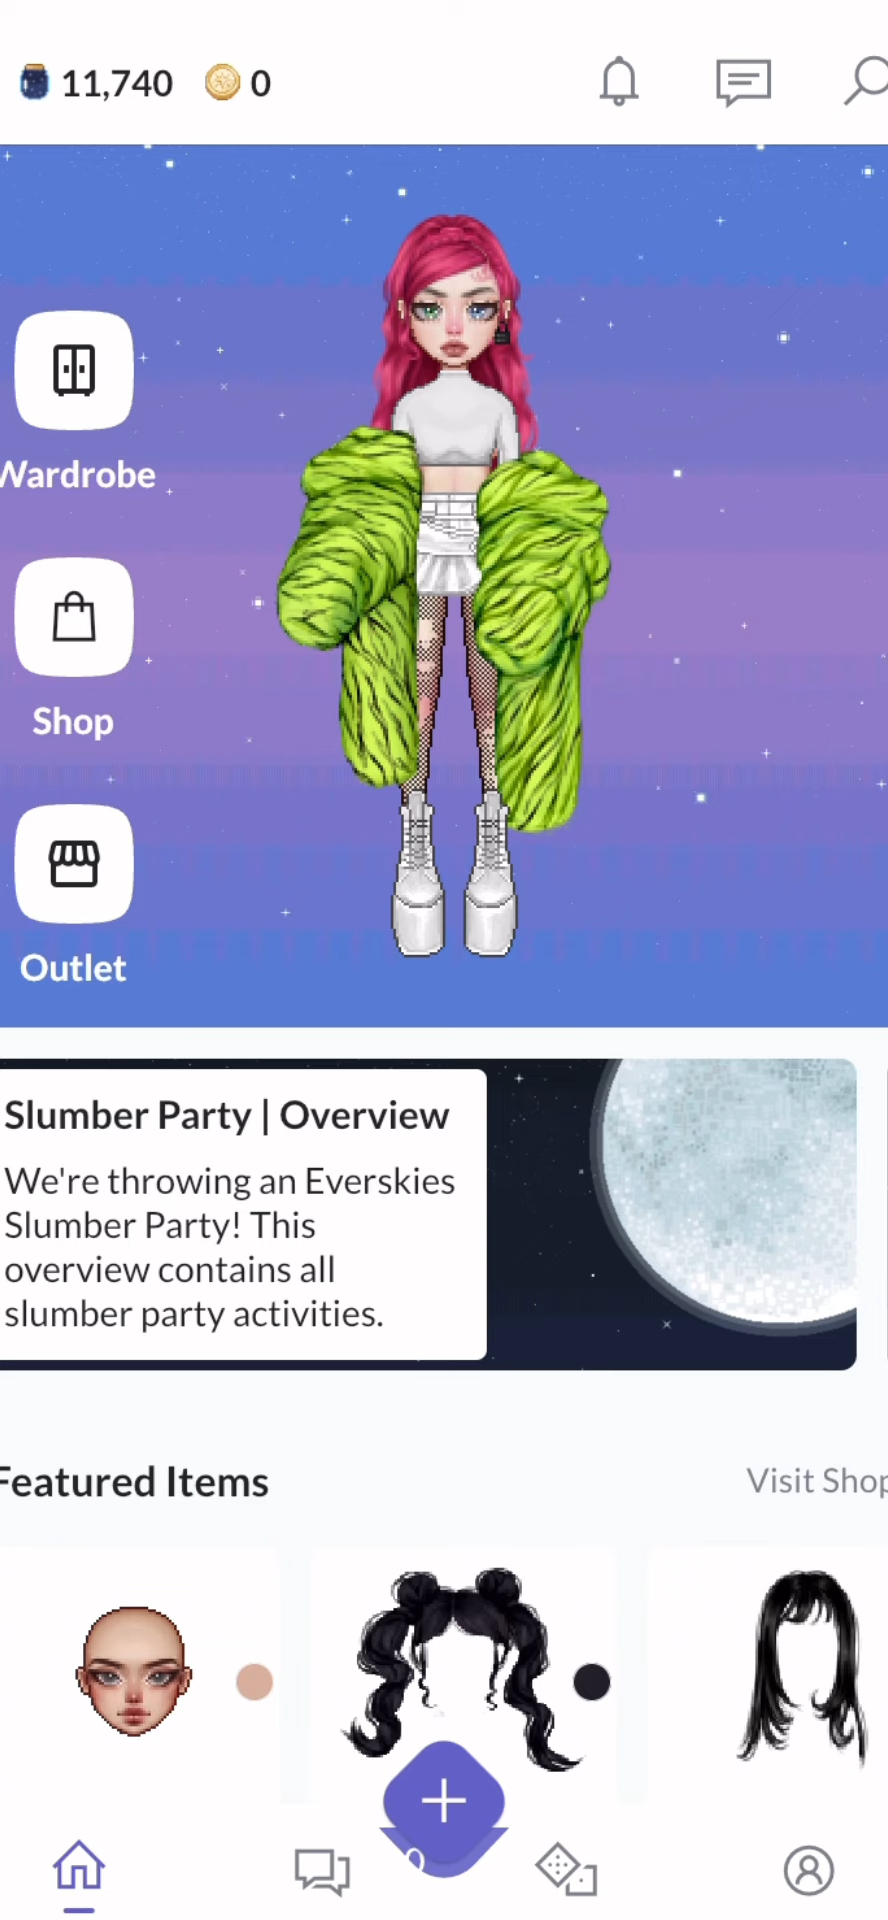 11,740 0
Wardrobe
Shop
Outlet
Slumber Party | Overview
We're throwing an Everskies
Slumber Party! This
overview contains all
slumber party activities.
Featured Items
Visit Shop